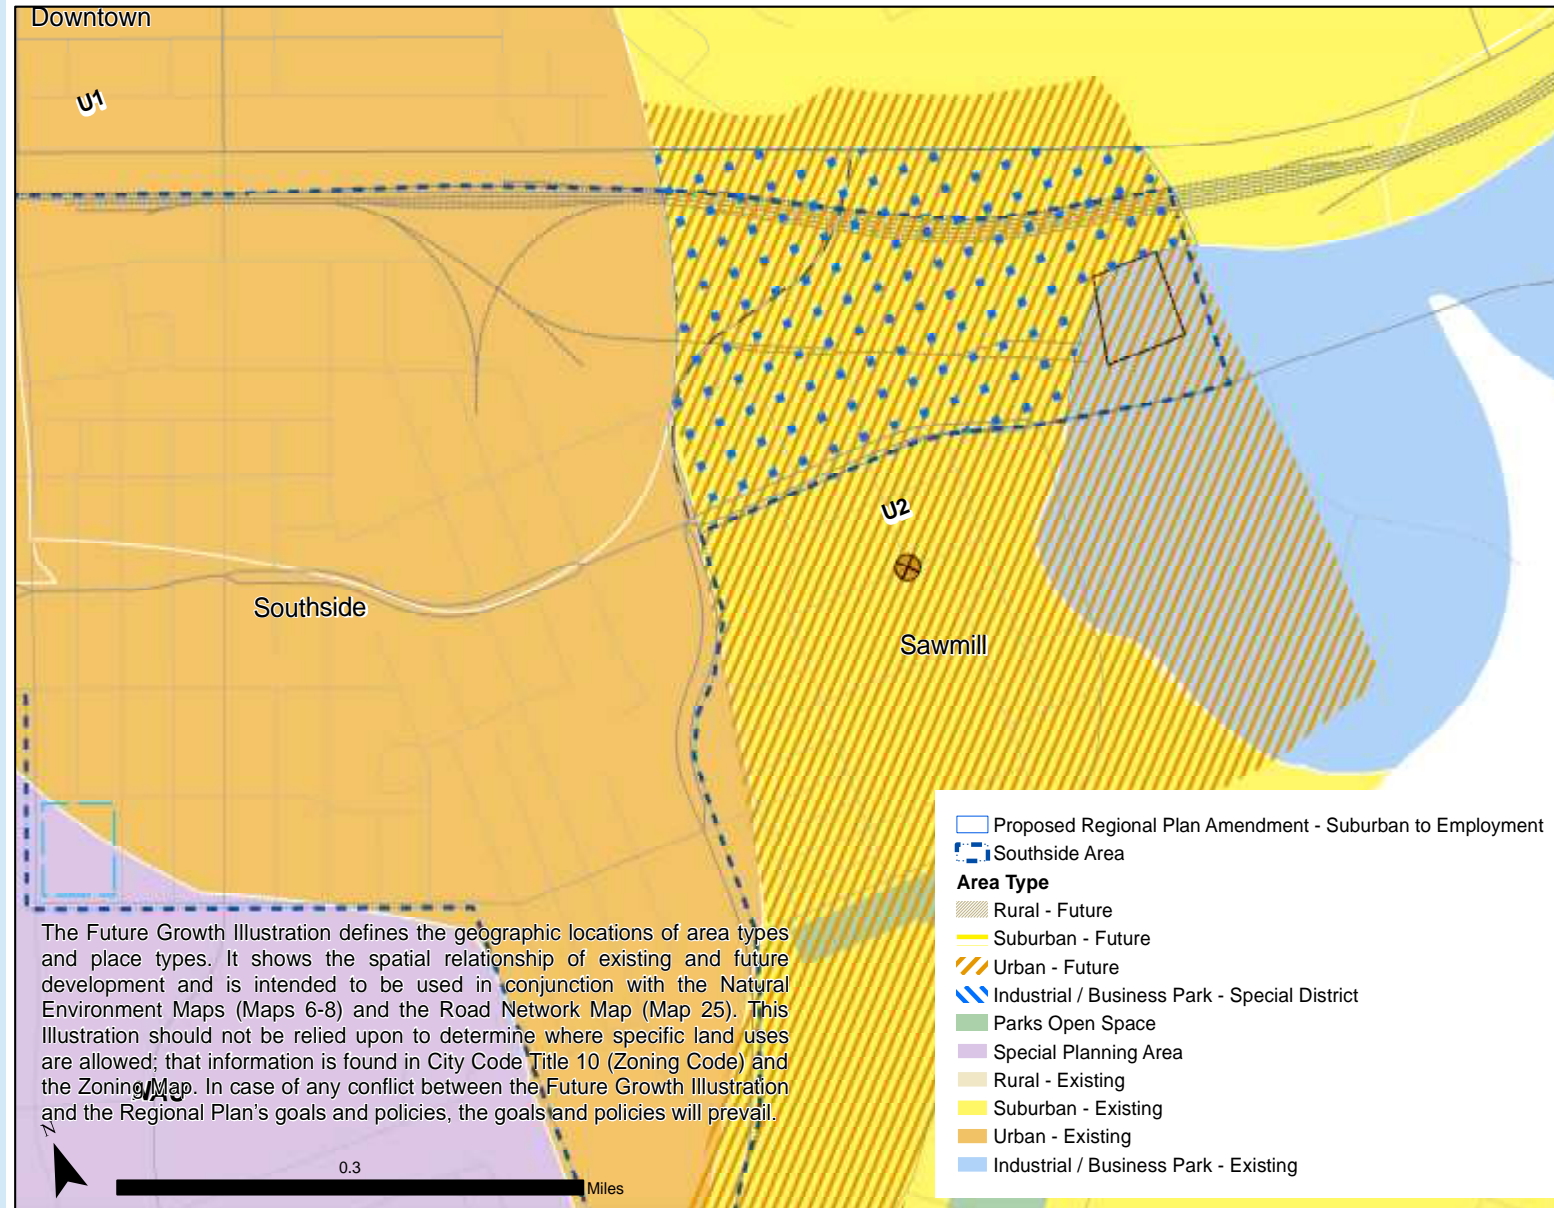 Downtown
U1
U2
Southside
Sawmill
Proposed Regional Plan Amendment - Suburban to Employment
Southside Area
Area Type
Rural - Future
Suburban - Future
Urban - Future
Industrial / Business Park - Special District
Parks Open Space
Special Planning Area
Rural - Existing
Suburban - Existing
Urban - Existing
Industrial / Business Park - Existing
The Future Growth Illustration defines the geographic locations of area types
and place types. It shows the spatial relationship of existing and future
development and is intended to be used in conjunction with the Natural
Environment Maps (Maps 6-8) and the Road Network Map (Map 25). This
Illustration should not be relied upon to determine where specific land uses
are allowed; that information is found in City Code Title 10 (Zoning Code) and
the Zoning Map. In case of any conflict between the Future Growth Illustration
and the Regional Plan's goals and policies, the goals and policies will prevail.
NAU
N
0.3
Miles